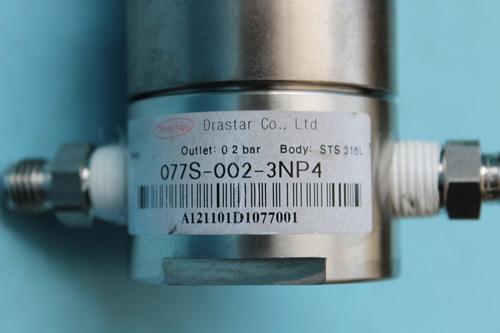 DRASTAR Drastar Co., Ltd
Outlet: 0 2 bar Body: STS 316L
077S-002-3NP4
A121101D1077001